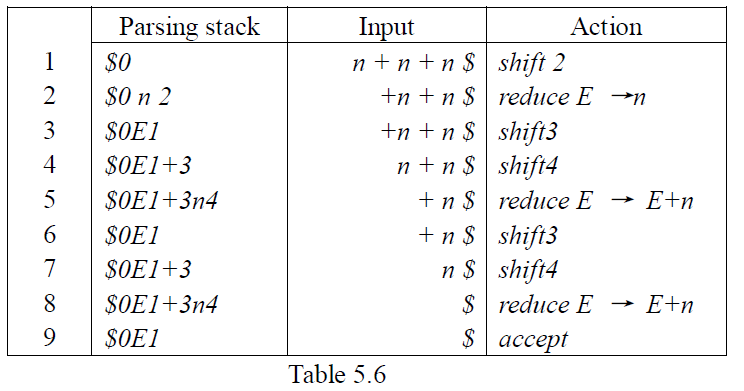 Parsing stack Input Action
1 $0 n + n + n $ shift 2
2 $0 n 2 +n + n $ reduce E →n
3 $0E1 +n + n $ shift3
4 $0E1+3 n + n $ shift4
5 $0E1+3n4 + n $ reduce E → E+n
6 $0E1 + n $ shift3
7 $0E1+3 n $ shift4
8 $0E1+3n4 $ reduce E → E+n
9 $0E1 $ accept
Table 5.6